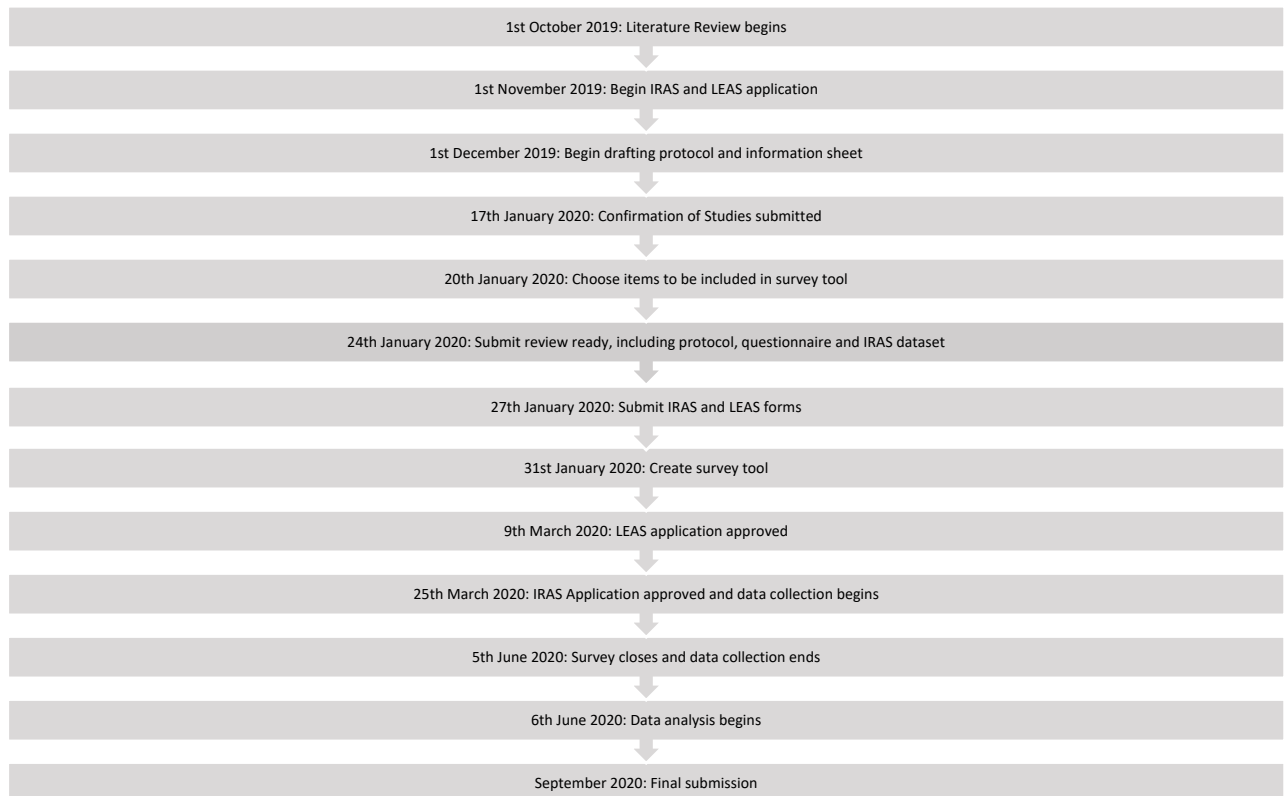 1st October 2019: Literature Review begins
1st November 2019: Begin IRAS and LEAS application
1st December 2019: Begin drafting protocol and information sheet
17th January 2020: Confirmation of Studies submitted
20th January 2020: Choose items to be included in survey tool
24th January 2020: Submit review ready, including protocol, questionnaire and IRAS dataset
27th January 2020: Submit IRAS and LEAS forms
31st January 2020: Create survey tool
9th March 2020: LEAS application approved
25th March 2020: IRAS Application approved and data collection begins
5th June 2020: Survey closes and data collection ends
6th June 2020: Data analysis begins
September 2020: Final submission